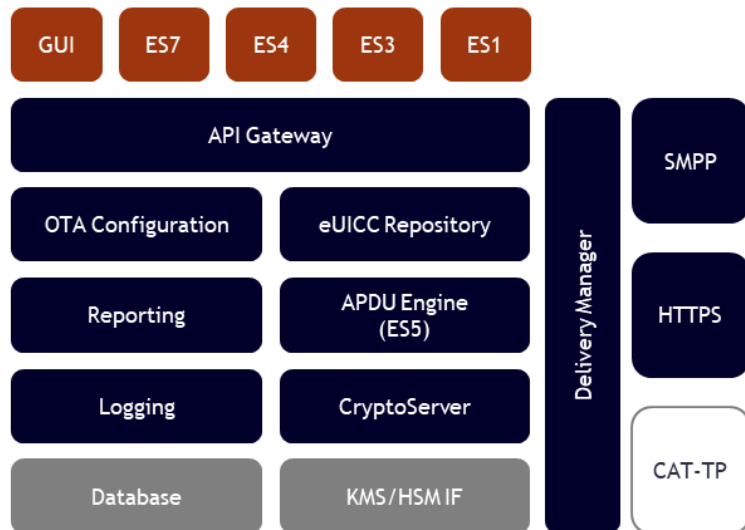 GUI
ES7
ES4
ES3
ES1
API Gateway
OTA Configuration
eUICC Repository
Reporting
APDU Engine
(ES5)
Logging
CryptoServer
Database
KMS/HSM IF
Delivery Manager
SMPP
HTTPS
CAT-TP